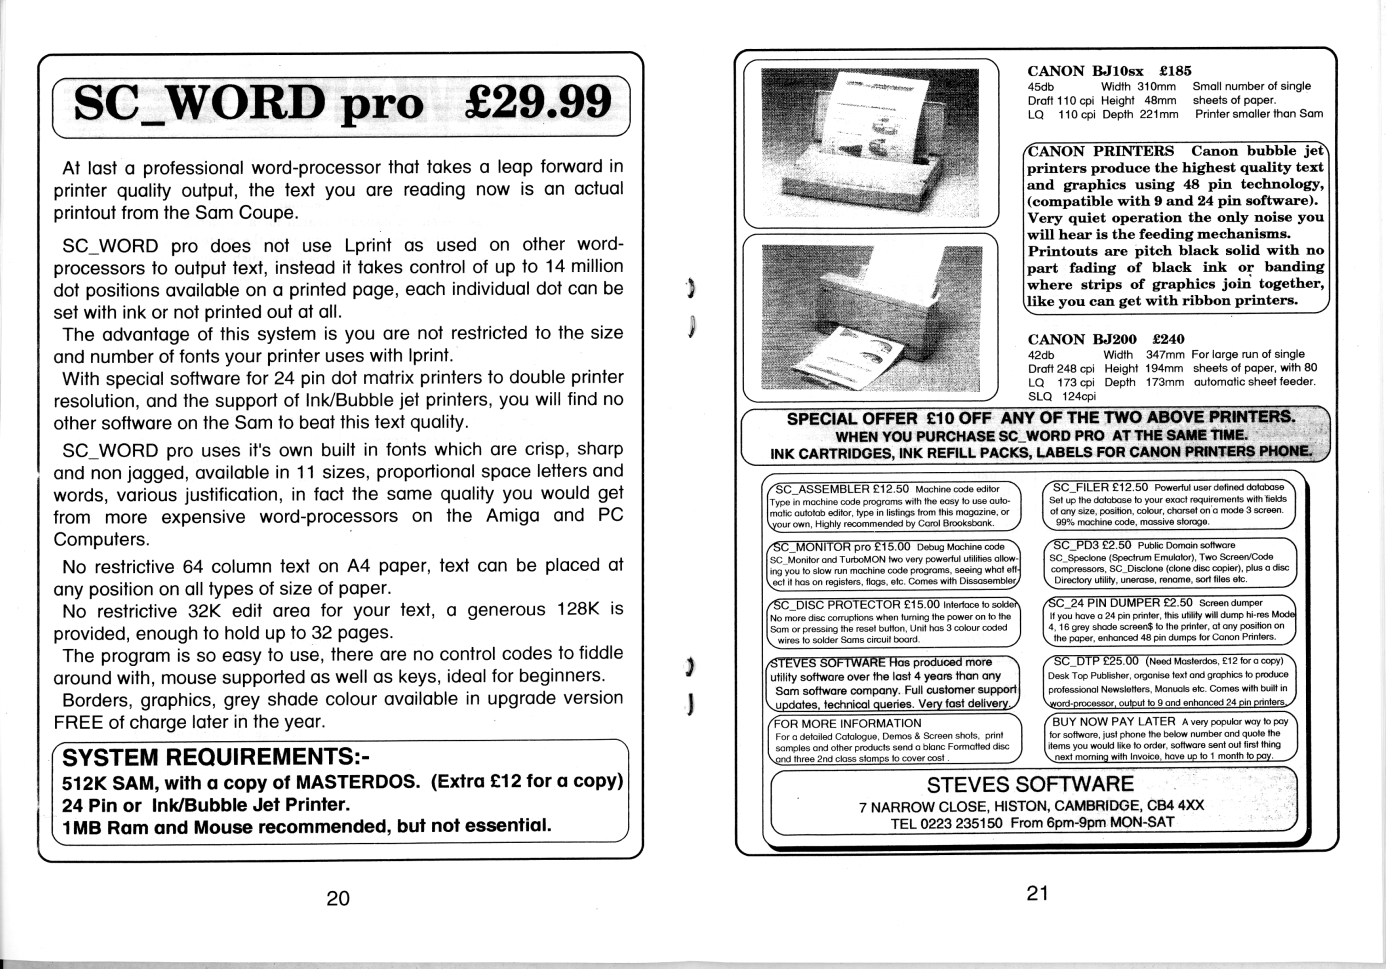 SC_WORD pro £29.99
At last a professional word-processor that takes a leap forward in
printer quality output, the text you are reading now is an actual
printout from the Sam Coupe.
SC_WORD pro does not use Lprint as used on other word-
processors to output text, instead it takes control of up to 14 million
dot positions available on a printed page, each individual dot can be
set with ink or not printed out at all.
The advantage of this system is you are not restricted to the size
and number of fonts your printer uses with lprint.
With special software for 24 pin dot matrix printers to double printer
resolution, and the support of Ink/Bubble jet printers, you will find no
other software on the Sam to beat this text quality.
SC_WORD pro uses it's own built in fonts which are crisp, sharp
and non jagged, available in 11 sizes, proportional space letters and
words, various justification, in fact the same quality you would get
from more expensive word-processors on the Amiga and PC
Computers.
No restrictive 64 column text on A4 paper, text can be placed at
any position on all types of size of paper.
No restrictive 32K edit area for your text, a generous 128K is
provided, enough to hold up to 32 pages.
The program is so easy to use, there are no control codes to fiddle
around with, mouse supported as well as keys, ideal for beginners.
Borders, graphics, grey shade colour available in upgrade version
FREE of charge later in the year.
SYSTEM REQUIREMENTS:-
512K SAM, with a copy of MASTERDOS. (Extra £12 for a copy)
24 Pin or Ink/Bubble Jet Printer.
1MB Ram and Mouse recommended, but not essential.
20
CANON BJ10sx £185
45db Width 310mm Small number of single
Draft 110 cpi Height 48mm sheets of paper.
LQ 110 cpi Depth 221mm Printer smaller than Sam
CANON PRINTERS Canon bubble jet
printers produce the highest quality text
and graphics using 48 pin technology,
(compatible with 9 and 24 pin software).
Very quiet operation the only noise you
will hear is the feeding mechanisms.
Printouts are pitch black solid with no
part fading of black ink or banding
where strips of graphics join together,
like you can get with ribbon printers.
CANON BJ200 £240
42db Width 347mm For large run of single
Draft 248 cpi Height 194mm sheets of paper, with 80
LQ 173 cpi Depth 173mm automatic sheet feeder.
SLQ 124cpi
SPECIAL OFFER £10 OFF ANY OF THE TWO ABOVE PRINTERS.
WHEN YOU PURCHASE SC_WORD PRO AT THE SAME TIME.
INK CARTRIDGES, INK REFILL PACKS, LABELS FOR CANON PRINTERS PHONE.
SC_ASSEMBLER £12.50 Machine code editor
Type in machine code programs with the easy to use auto-
matic autotab editor, type in listings from this magazine, or
your own, Highly recommended by Carol Brooksbank.
SC_FILER £12.50 Powerful user defined database
Set up the database to your exact requirements with fields
of any size, position, colour, charset on a mode 3 screen.
99% machine code, massive storage.
SC_MONITOR pro £15.00 Debug Machine code
SC_Monitor and TurboMON two very powerful utilities allow-
ing you to slow run machine code programs, seeing what eff-
ect it has on registers, flags, etc. Comes with Dissasembler
SC_PD3 £2.50 Public Domain software
SC_Speclone (Spectrum Emulator), Two Screen/Code
compressors, SC_Disclone (clone disc copier), plus a disc
Directory utility, unerase, rename, sort files etc.
SC_DISC PROTECTOR £15.00 Interface to solder
No more disc corruptions when turning the power on to the
Sam or pressing the reset button, Unit has 3 colour coded
wires to solder Sams circuit board.
SC_24 PIN DUMPER £2.50 Screen dumper
If you have a 24 pin printer, this utility will dump hi-res Mode
4, 16 grey shade screen$ to the printer, at any position on
the paper, enhanced 48 pin dumps for Canon Printers.
STEVES SOFTWARE Has produced more
utility software over the last 4 years than any
Sam software company. Full customer support
updates, technical queries. Very fast delivery.
SC_DTP £25.00 (Need Masterdos, £12 for a copy)
Desk Top Publisher, organise text and graphics to produce
professional Newsletters, Manuals etc. Comes with built in
word-processor, output to 9 and enhanced 24 pin printers.
FOR MORE INFORMATION
For a detailed Catalogue, Demos & Screen shots, print
samples and other products send a blanc Formatted disc
and three 2nd class stamps to cover cost .
BUY NOW PAY LATER A very popular way to pay
for software, just phone the below number and quote the
items you would like to order, software sent out first thing
next morning with Invoice, have up to 1 month to pay.
STEVES SOFTWARE
7 NARROW CLOSE, HISTON, CAMBRIDGE, CB4 4XX
TEL 0223 235150 From 6pm-9pm MON-SAT
21